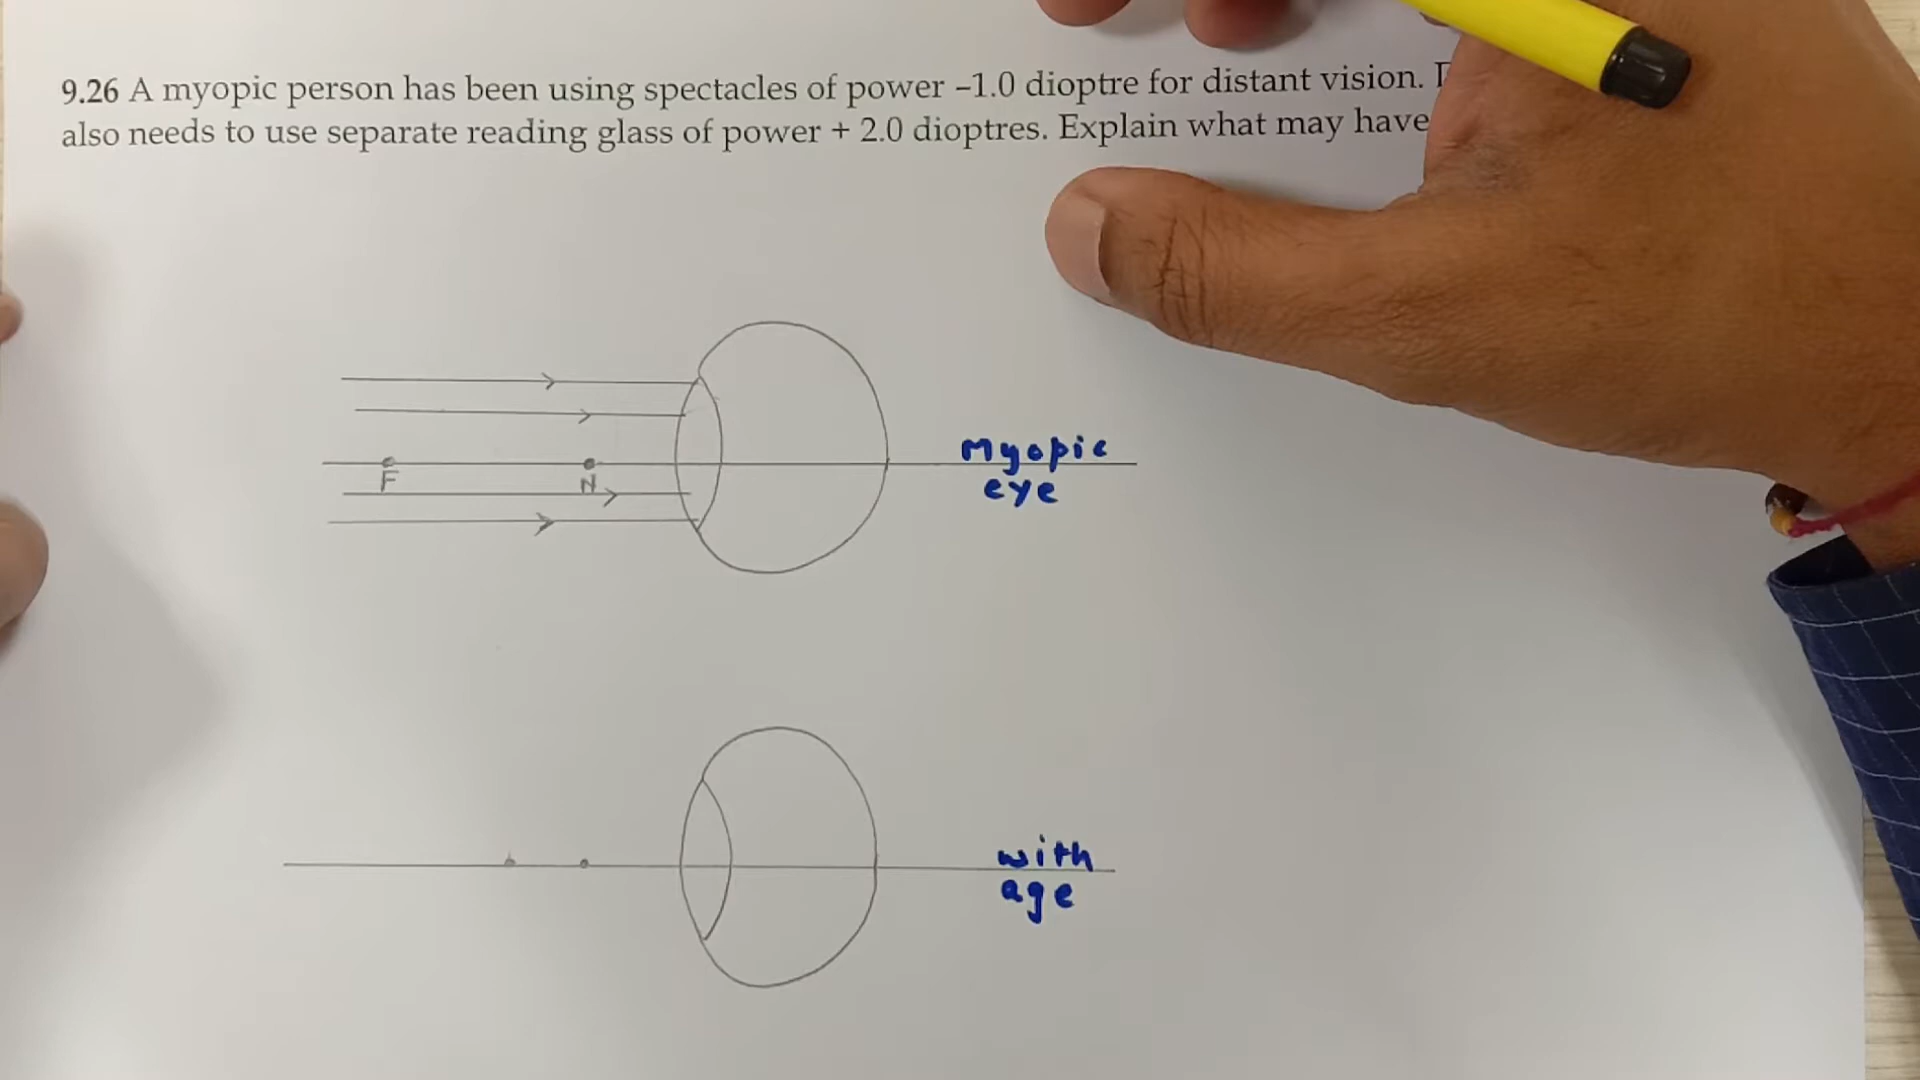 9.26 A myopic person has been using spectacles of power –1.0 dioptre for distant vision.
also needs to use separate reading glass of power + 2.0 dioptres. Explain what may have
F
N
Myopic
eye
with
age